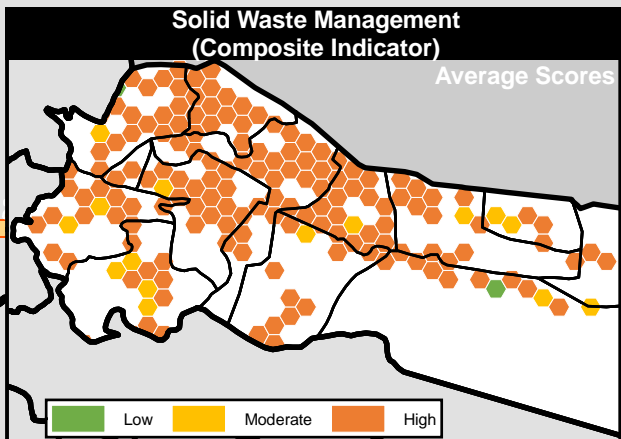 Solid Waste Management
(Composite Indicator)
Average Scores
Low Moderate High